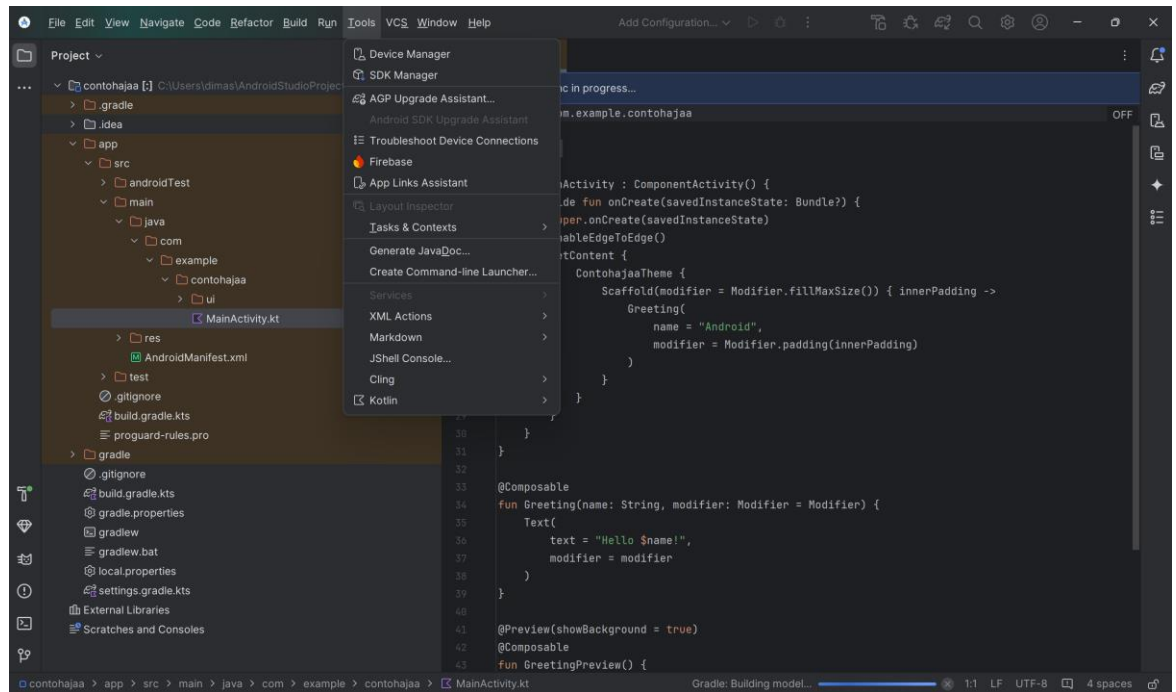 File Edit View Navigate Code Refactor Build Run Tools VCS Window Help Add Configuration...
Project
contohajaa [:] C:\Users\dimas\AndroidStudioProjec
.gradle
.idea
app
src
androidTest
main
java
com
example
contohajaa
ui
MainActivity.kt
res
AndroidManifest.xml
test
.gitignore
build.gradle.kts
proguard-rules.pro
gradle
.gitignore
build.gradle.kts
gradle.properties
gradlew
gradlew.bat
local.properties
settings.gradle.kts
External Libraries
Scratches and Consoles
Device Manager
SDK Manager
AGP Upgrade Assistant...
Android SDK Upgrade Assistant
Troubleshoot Device Connections
Firebase
App Links Assistant
Layout Inspector
Tasks & Contexts
Generate JavaDoc...
Create Command-line Launcher...
Services
XML Actions
Markdown
JShell Console...
Cling
Kotlin
nc in progress...
m.example.contohajaa
OFF
nActivity : ComponentActivity() {
de fun onCreate(savedInstanceState: Bundle?) {
per.onCreate(savedInstanceState)
ableEdgeToEdge()
tContent {
ContohajaaTheme {
Scaffold(modifier = Modifier.fillMaxSize()) { innerPadding ->
Greeting(
name = "Android",
modifier = Modifier.padding(innerPadding)
)
}
}
29 }
30 }
31 }
32
33 @Composable
34 fun Greeting(name: String, modifier: Modifier = Modifier) {
35 Text(
36 text = "Hello $name!",
37 modifier = modifier
38 )
39 }
40
41 @Preview(showBackground = true)
42 @Composable
43 fun GreetingPreview() {
contohajaa > app > src > main > java > com > example > contohajaa > MainActivity.kt Gradle: Building model... 1:1 LF UTF-8 4 spaces